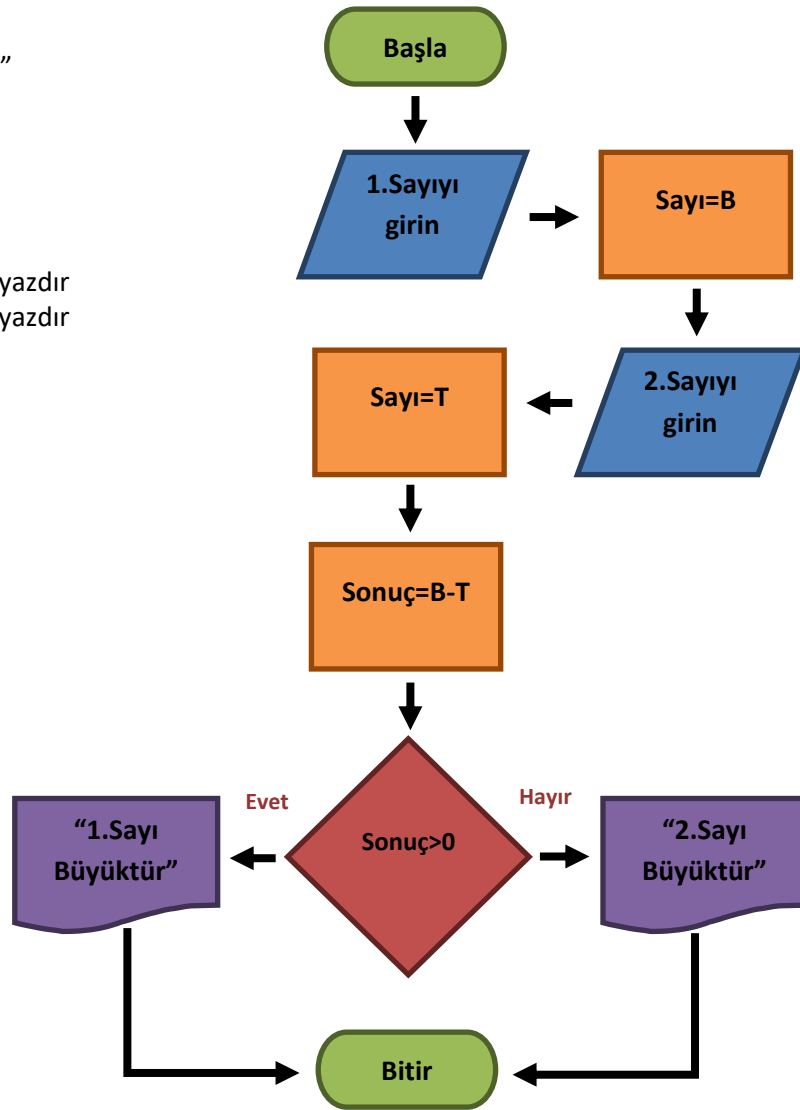 ”
yazdır
yazdır
Başla
1.Sayıyı
girin
Sayı=B
2.Sayıyı
girin
Sayı=T
Sonuç=B-T
Sonuç>0
Evet
Hayır
“1.Sayı
Büyüktür”
“2.Sayı
Büyüktür”
Bitir